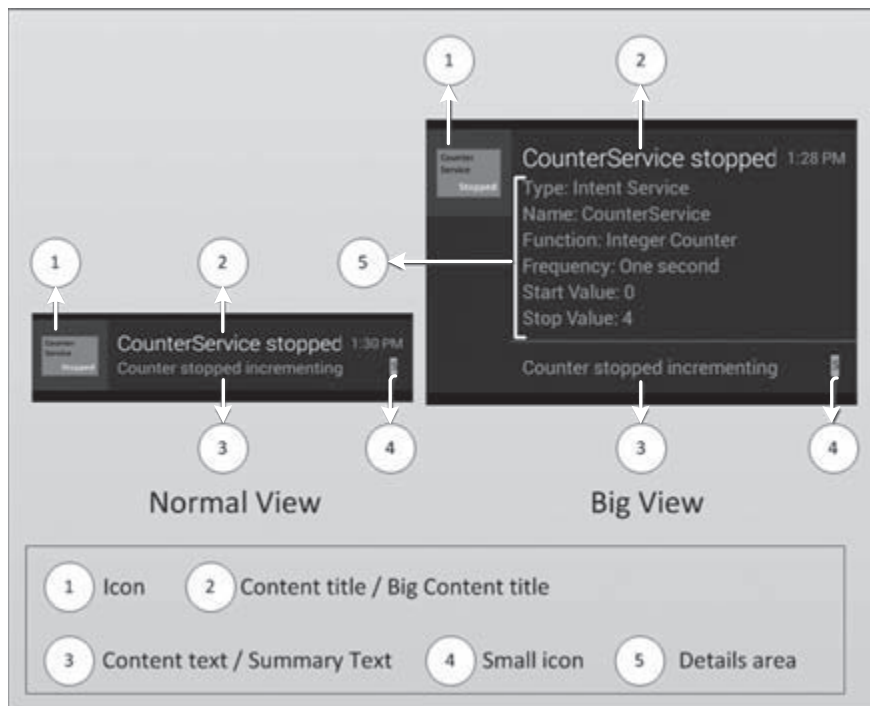 1
2
Counter
Service
Stopped
CounterService stopped 1:28 PM
Type: Intent Service
Name: CounterService
Function: Integer Counter
Frequency: One second
Start Value: 0
Stop Value: 4
Counter stopped incrementing
5
3
4
Big View
1
2
Counter
Service
Stopped
CounterService stopped 1:30 PM
Counter stopped incrementing
3
4
Normal View
1 Icon 2 Content title / Big Content title
3 Content text / Summary Text 4 Small icon 5 Details area